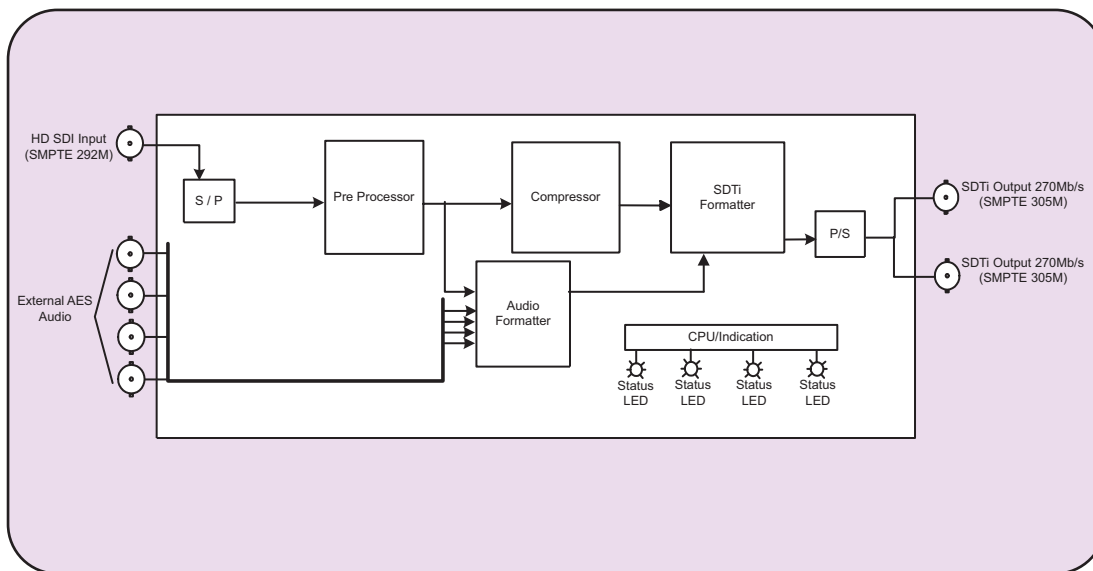 HD SDI Input
(SMPTE 292M)
S / P
Pre Processor
Compressor
SDTi
Formatter
P/S
SDTi Output 270Mb/s
(SMPTE 305M)
SDTi Output 270Mb/s
(SMPTE 305M)
External AES
Audio
Audio
Formatter
CPU/Indication
Status
LED
Status
LED
Status
LED
Status
LED